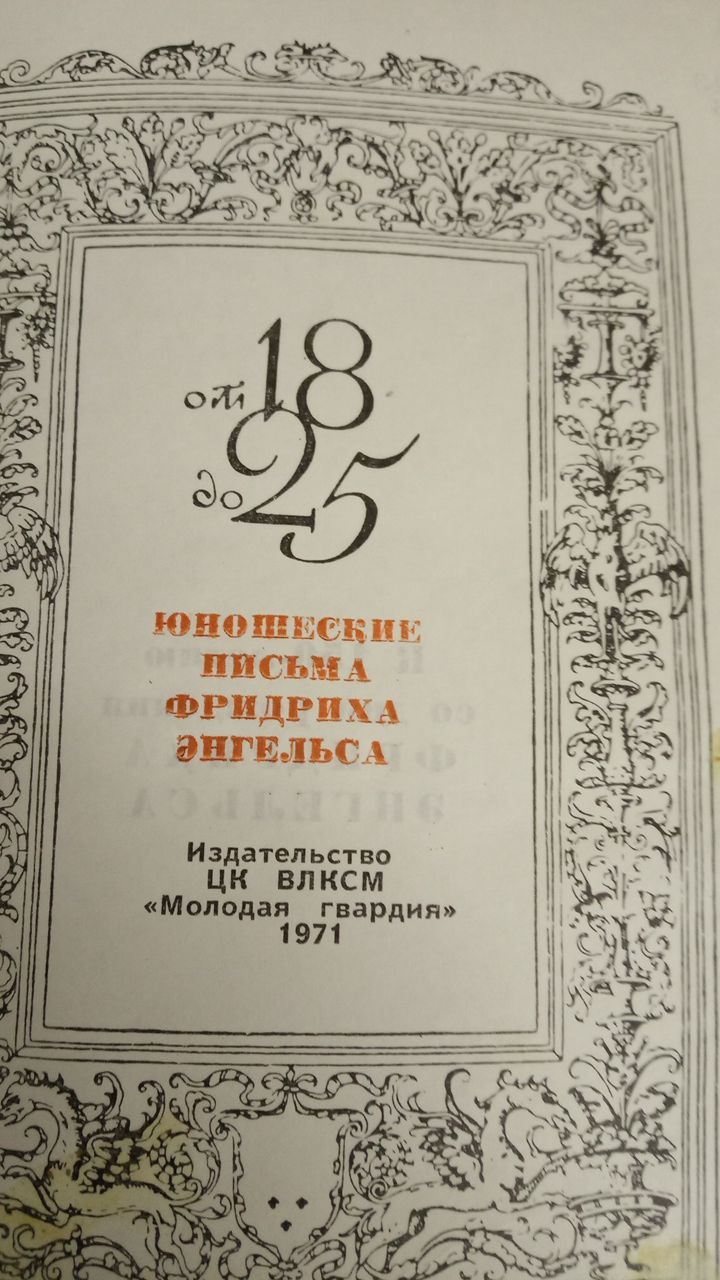 от 18
до 25
ЮНОШЕСКИЕ
ПИСЬМА
ФРИДРИХА
ЭНГЕЛЬСА
Издательство
ЦК ВЛКСМ
«Молодая гвардия»
1971